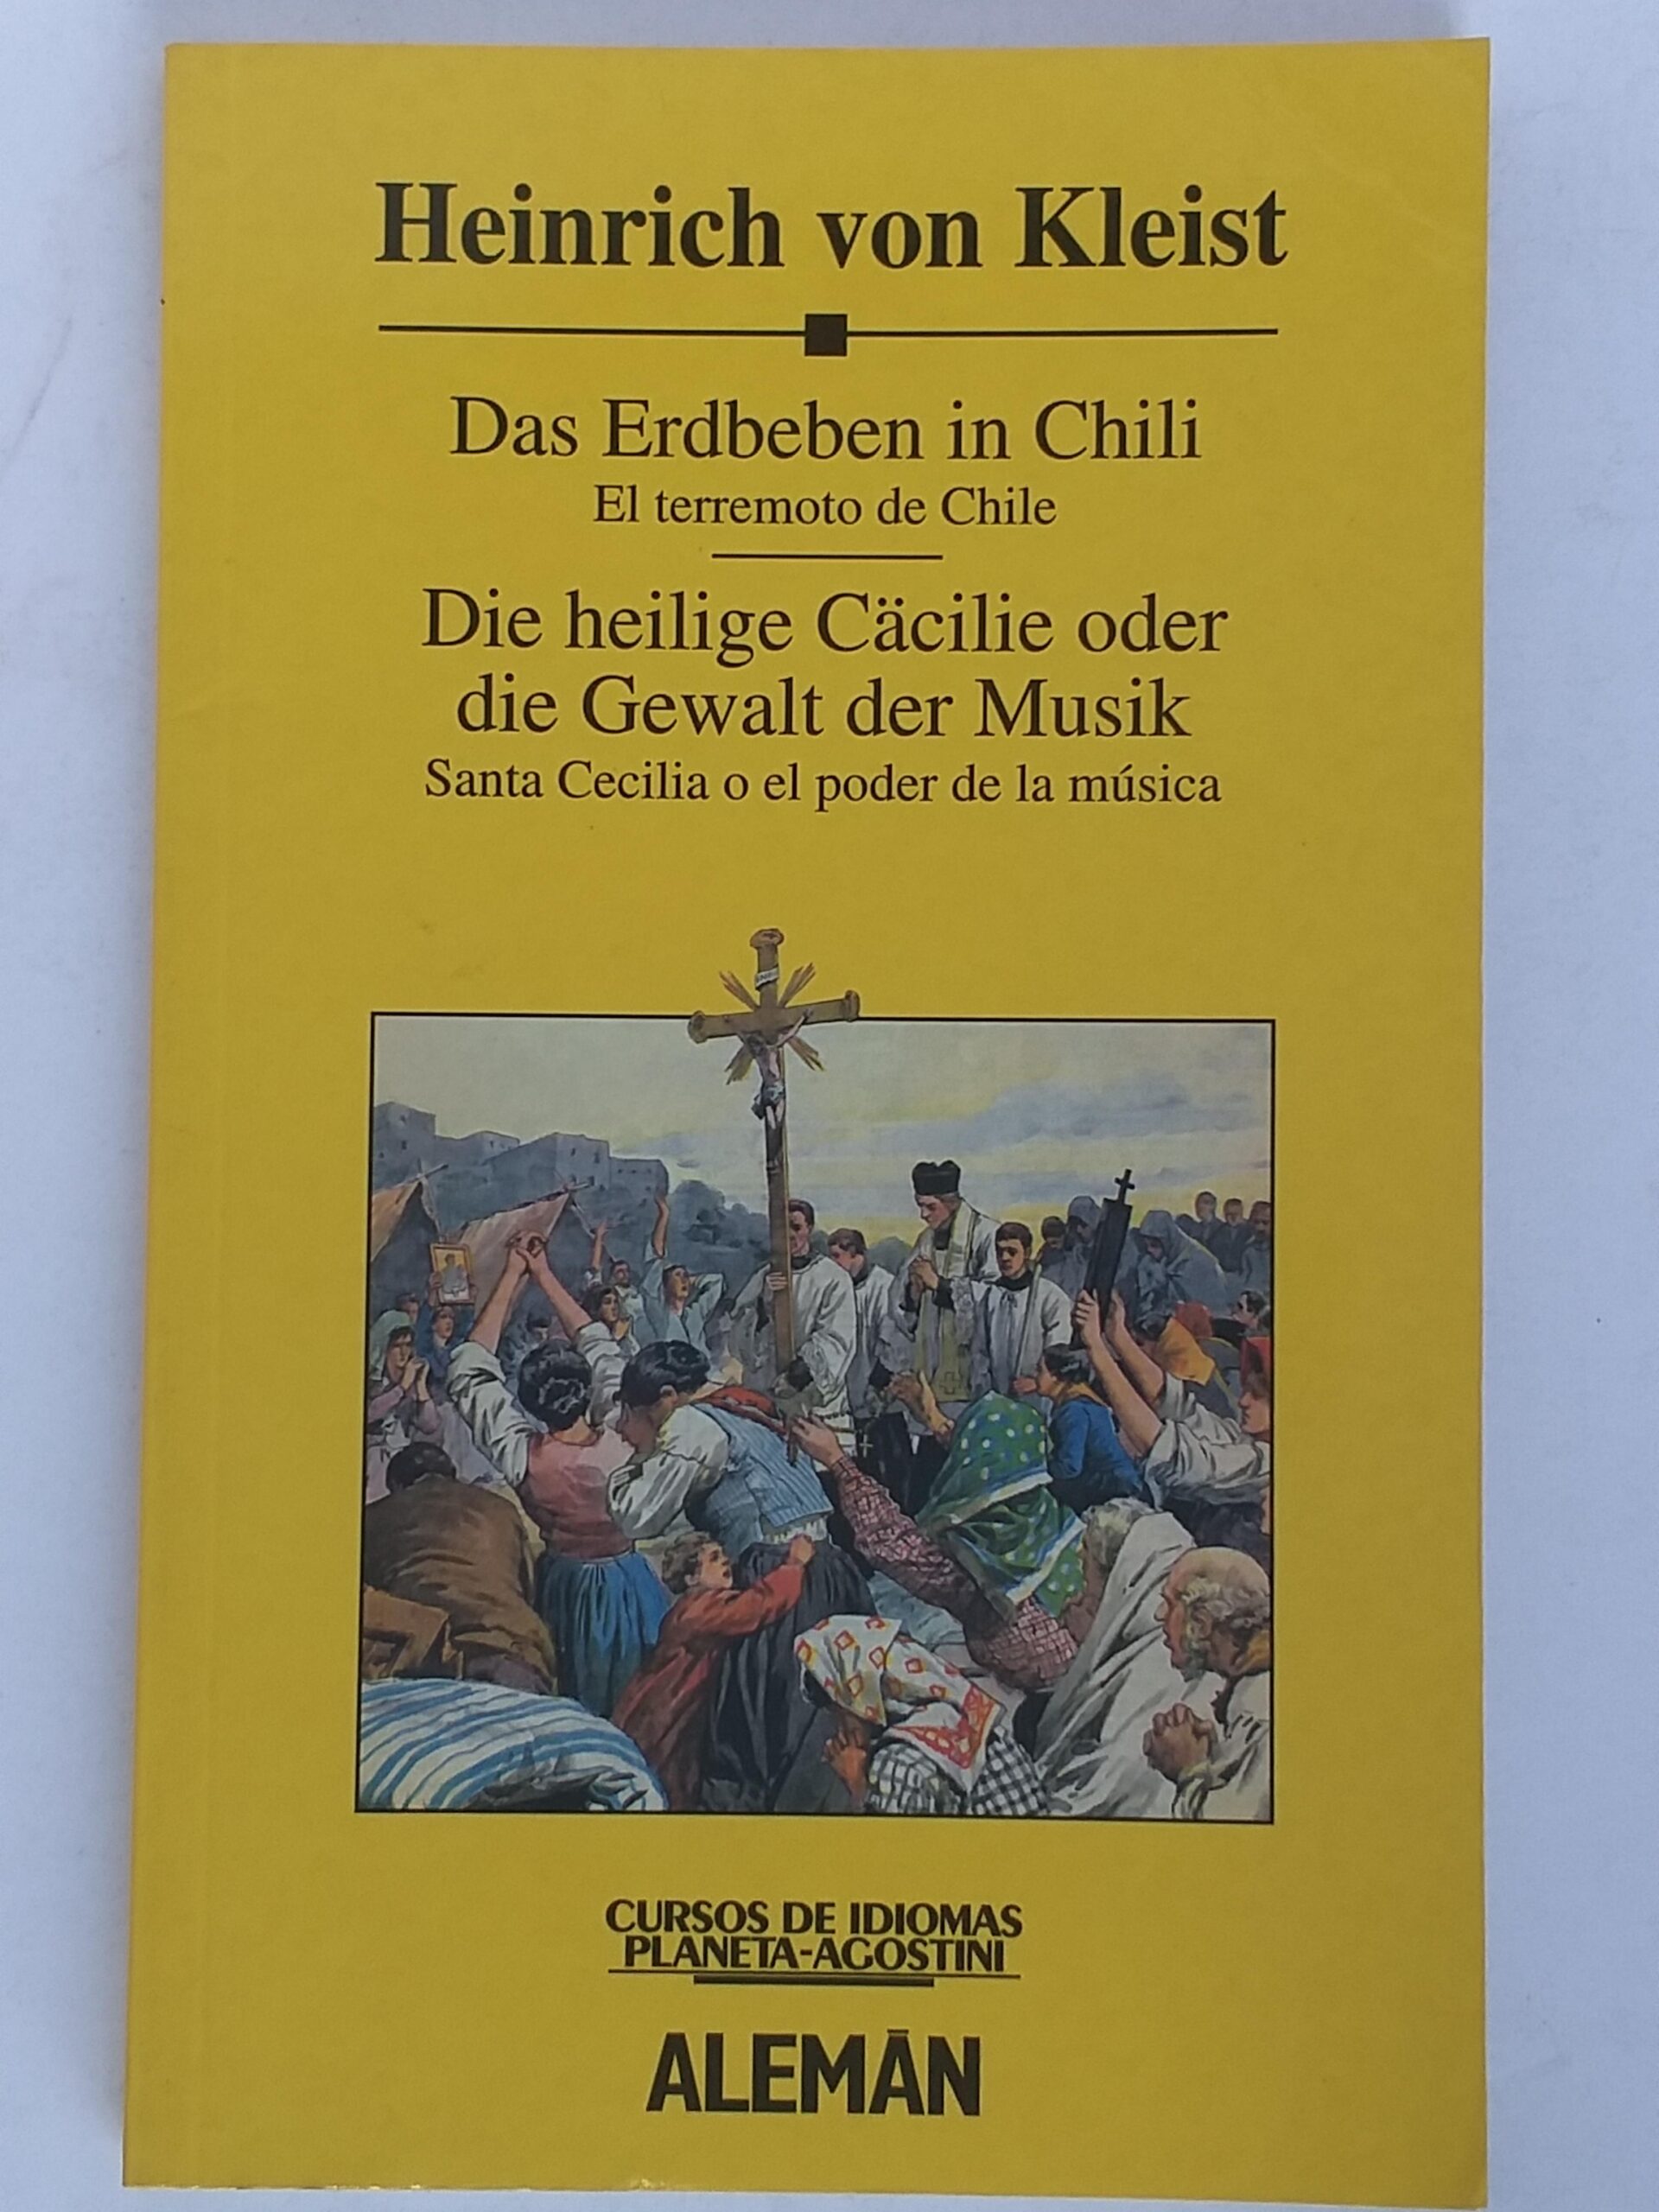 Heinrich von Kleist
Das Erdbeben in Chili
El terremoto de Chile
Die heilige Cäcilie oder
die Gewalt der Musik
Santa Cecilia o el poder de la música
CURSOS DE IDIOMAS
PLANETA-AGOSTINI
ALEMÁN